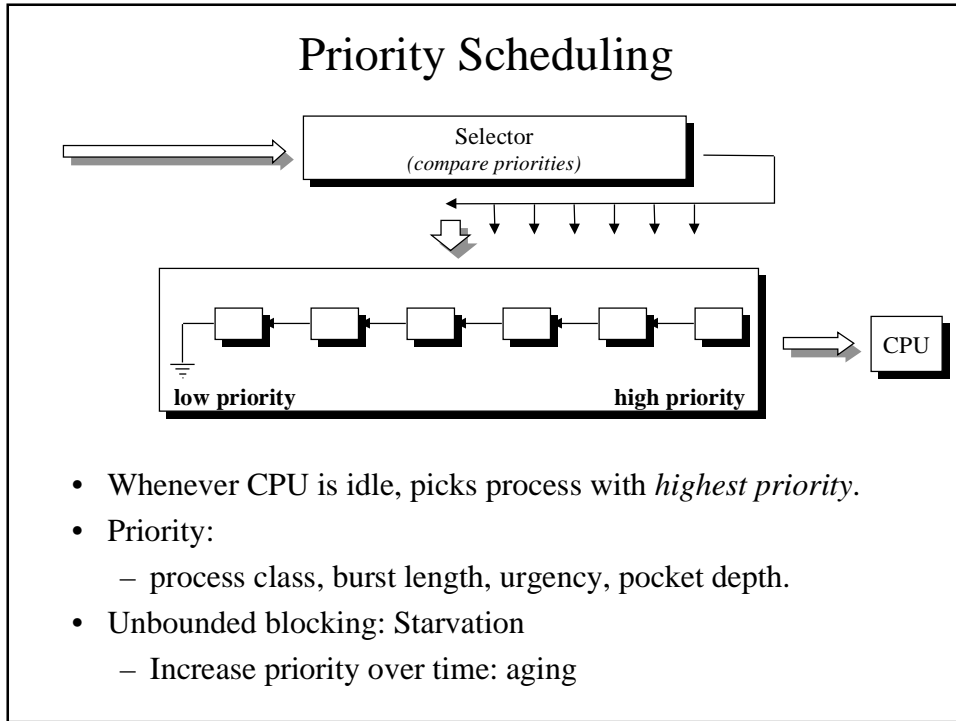 Priority Scheduling
Selector
(compare priorities)
CPU
low priority
high priority
• Whenever CPU is idle, picks process with highest priority.
• Priority:
– process class, burst length, urgency, pocket depth.
• Unbounded blocking: Starvation
– Increase priority over time: aging